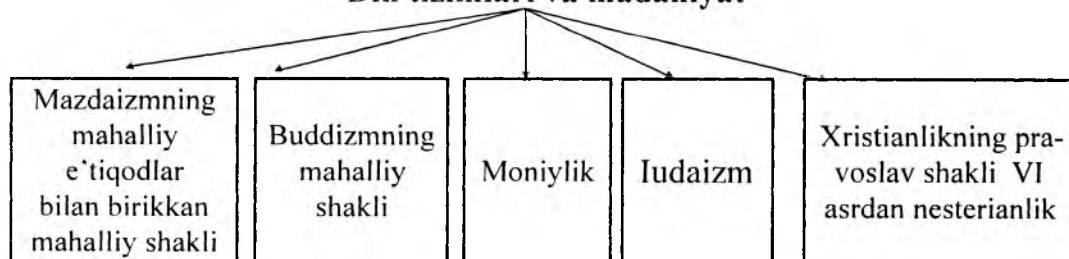 Mazdaizmning
mahalliy
e`tiqodlar
bilan birikkan
mahalliy shakli
Buddizmning
mahalliy
shakli
Moniylik
Iudaizm
Xristianlikning pra-
voslav shakli VI
asrdan nesterianlik